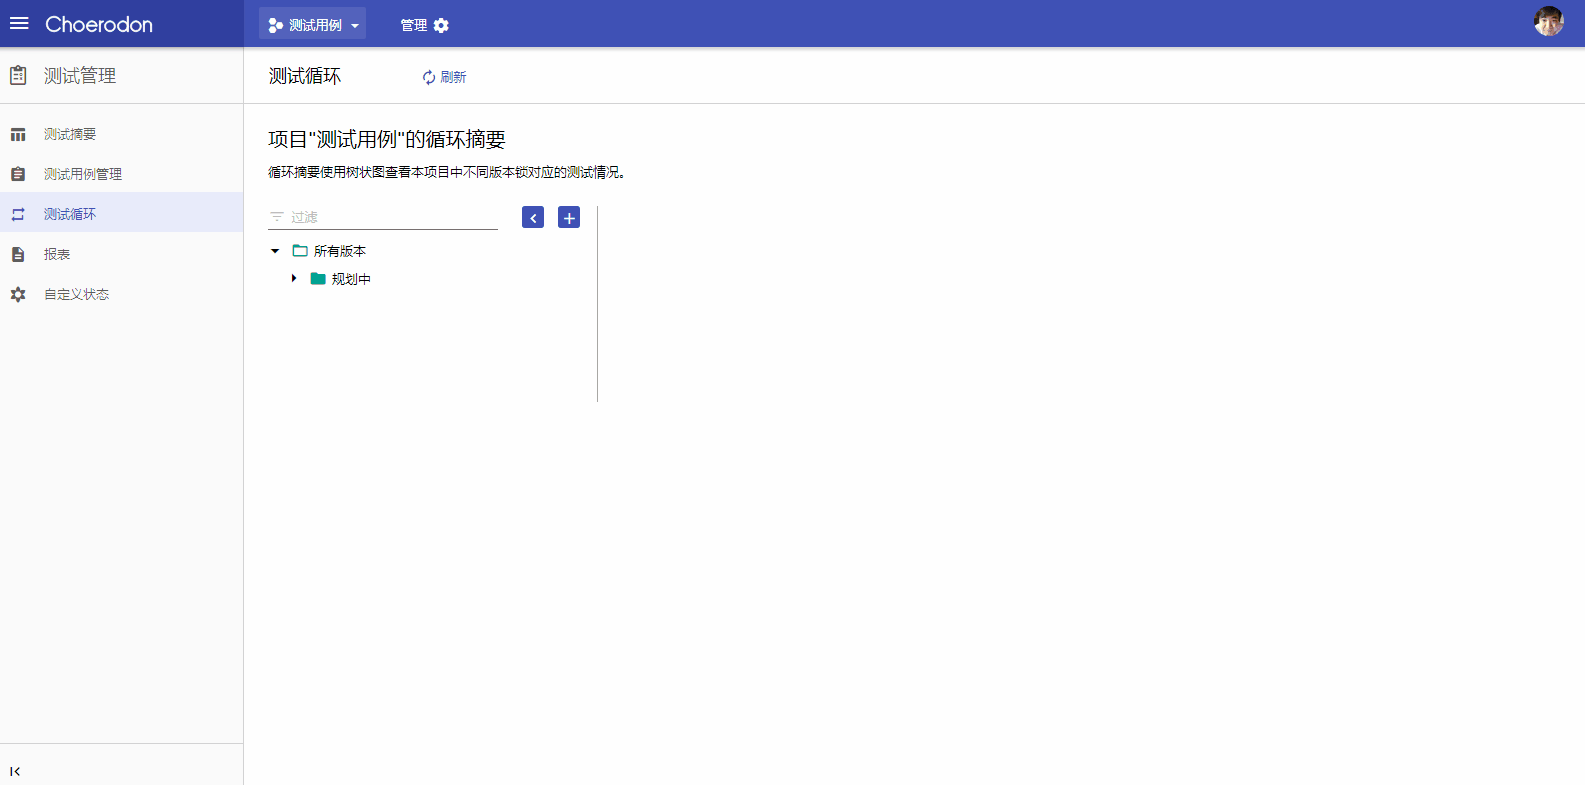 Choerodon
测试用例
管理
测试管理
测试循环
刷新
测试摘要
测试用例管理
测试循环
报表
自定义状态
项目"测试用例"的循环摘要
循环摘要使用树状图查看本项目中不同版本锁对应的测试情况。
过滤
所有版本
规划中